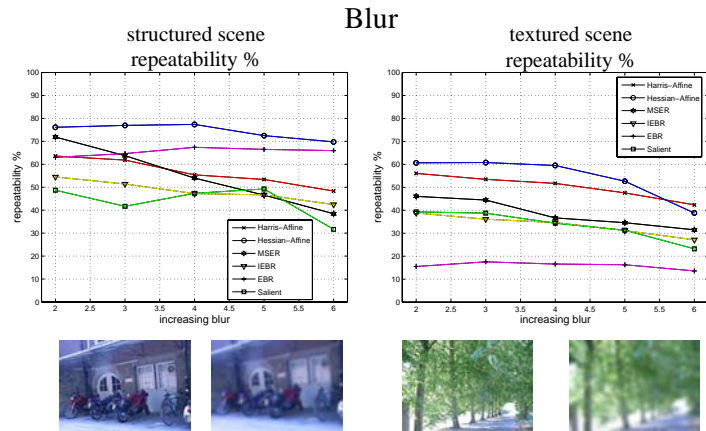 Blur
structured scene
repeatability %
100
90
80
70
60
50
40
30
20
10
0
repeatability %
2 2.5 3 3.5 4 4.5 5 5.5 6
increasing blur
Harris−Affine
Hessian−Affine
MSER
IEBR
EBR
Salient
textured scene
repeatability %
100
90
80
70
60
50
40
30
20
10
0
repeatability %
Harris−Affine
Hessian−Affine
MSER
IEBR
EBR
Salient
2 2.5 3 3.5 4 4.5 5 5.5 6
increasing blur